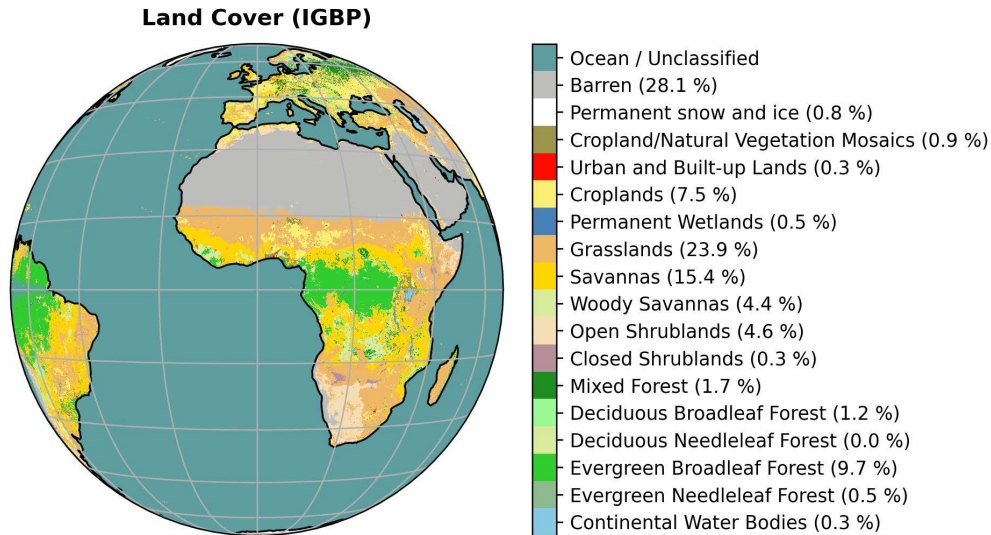 Land Cover (IGBP)
Ocean / Unclassified
Barren (28.1 %)
Permanent snow and ice (0.8 %)
Cropland/Natural Vegetation Mosaics (0.9 %)
Urban and Built-up Lands (0.3 %)
Croplands (7.5 %)
Permanent Wetlands (0.5 %)
Grasslands (23.9 %)
Savannas (15.4 %)
Woody Savannas (4.4 %)
Open Shrublands (4.6 %)
Closed Shrublands (0.3 %)
Mixed Forest (1.7 %)
Deciduous Broadleaf Forest (1.2 %)
Deciduous Needleleaf Forest (0.0 %)
Evergreen Broadleaf Forest (9.7 %)
Evergreen Needleleaf Forest (0.5 %)
Continental Water Bodies (0.3 %)